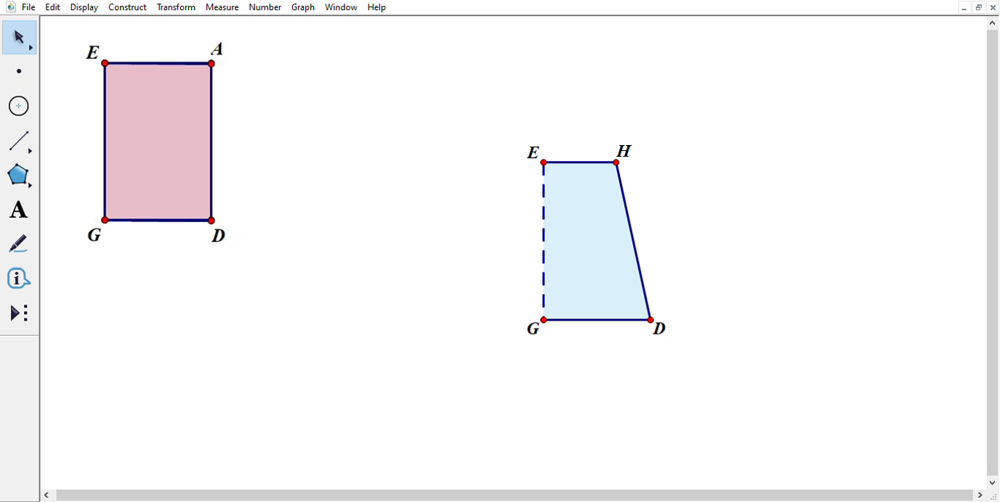 File Edit Display Construct Transform Measure Number Graph Window Help
E A
G D
E H
G D
A
i